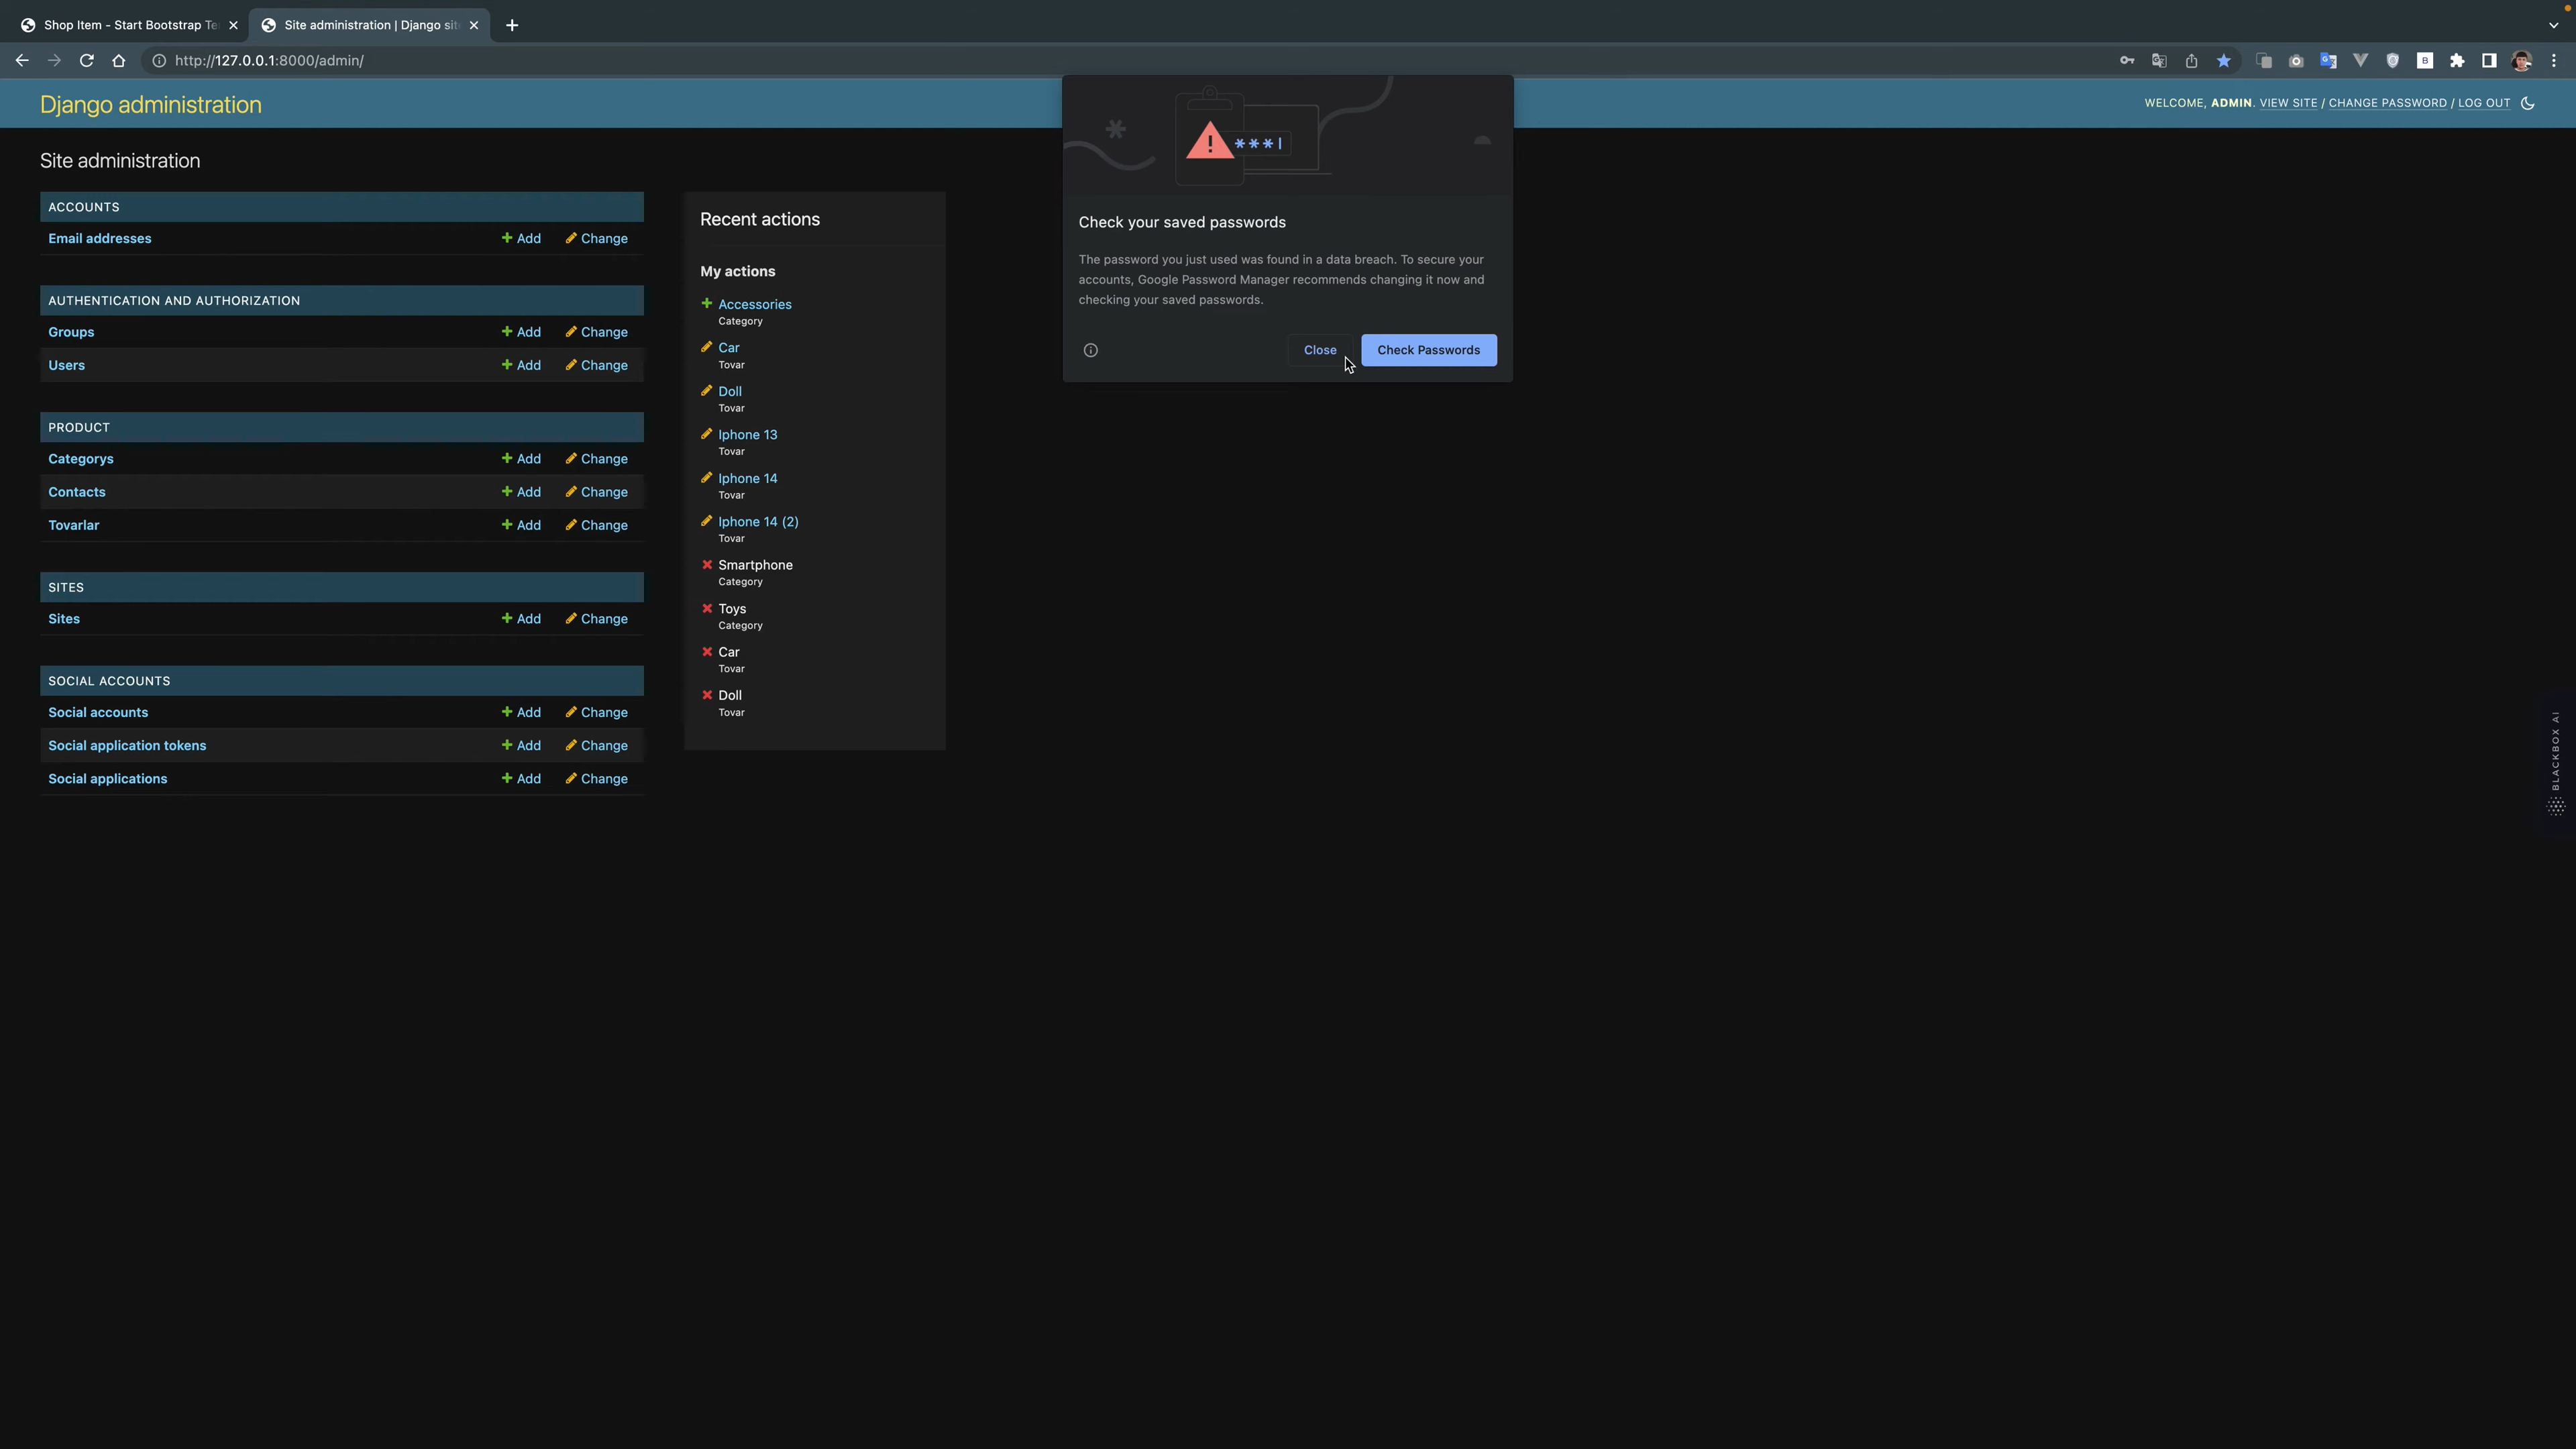 Shop Item - Start Bootstrap Te
Site administration | Django sit
http://127.0.0.1:8000/admin/
Django administration
WELCOME, ADMIN. VIEW SITE / CHANGE PASSWORD / LOG OUT
Site administration
ACCOUNTS
Email addresses Add Change
AUTHENTICATION AND AUTHORIZATION
Groups Add Change
Users Add Change
PRODUCT
Categorys Add Change
Contacts Add Change
Tovarlar Add Change
SITES
Sites Add Change
SOCIAL ACCOUNTS
Social accounts Add Change
Social application tokens Add Change
Social applications Add Change
Recent actions
My actions
Accessories
Category
Car
Tovar
Doll
Tovar
Iphone 13
Tovar
Iphone 14
Tovar
Iphone 14 (2)
Tovar
Smartphone
Category
Toys
Category
Car
Tovar
Doll
Tovar
***|
Check your saved passwords
The password you just used was found in a data breach. To secure your
accounts, Google Password Manager recommends changing it now and
checking your saved passwords.
Close
Check Passwords
BLACKBOX AI